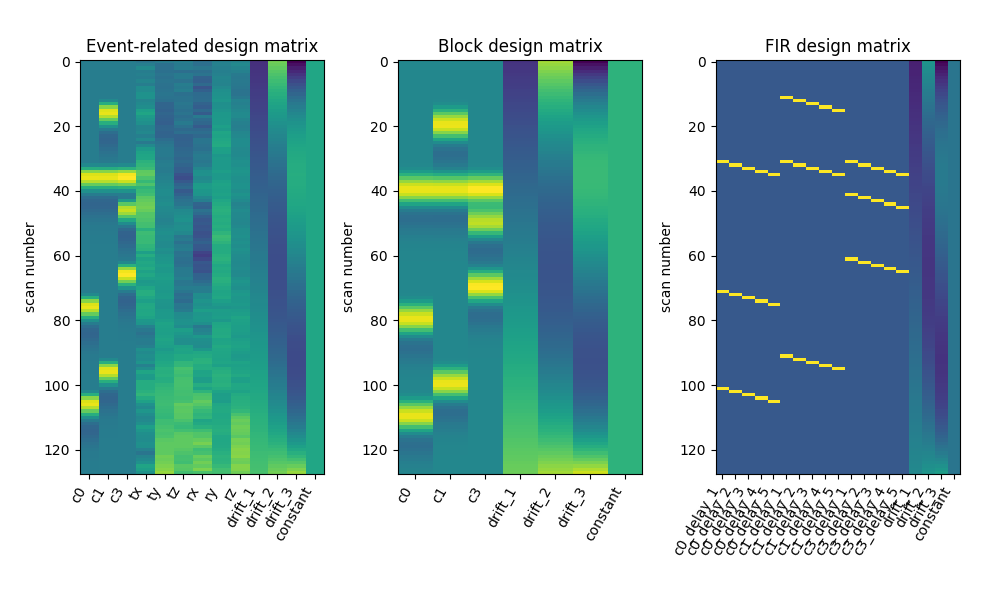 Event-related design matrix
scan number
0
20
40
60
80
100
120
c0
c1
c3
tx
ty
tz
rx
ry
rz
drift_1
drift_2
drift_3
constant
Block design matrix
scan number
0
20
40
60
80
100
120
c0
c1
c3
drift_1
drift_2
drift_3
constant
FIR design matrix
scan number
0
20
40
60
80
100
120
c0_delay_1
c0_delay_2
c0_delay_3
c0_delay_4
c0_delay_5
c1_delay_1
c1_delay_2
c1_delay_3
c1_delay_4
c1_delay_5
c3_delay_1
c3_delay_2
c3_delay_3
c3_delay_4
c3_delay_5
drift_1
drift_2
drift_3
constant